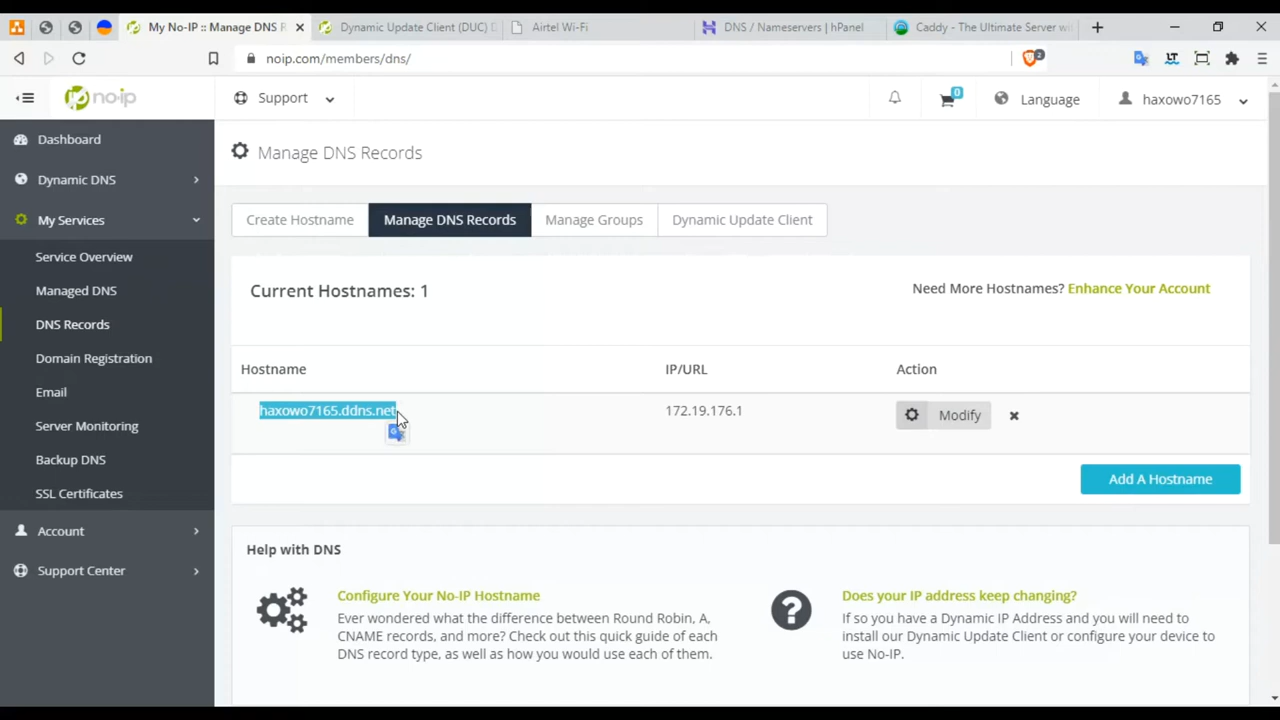 My No-IP :: Manage DNS R
Dynamic Update Client (DUC) D
Airtel Wi-Fi
DNS / Nameservers | hPanel
Caddy - The Ultimate Server wi
noip.com/members/dns/
2
no-ip
Support
0
Language
haxowo7165
Dashboard
Dynamic DNS
My Services
Service Overview
Managed DNS
DNS Records
Domain Registration
Email
Server Monitoring
Backup DNS
SSL Certificates
Account
Support Center
Manage DNS Records
Create Hostname
Manage DNS Records
Manage Groups
Dynamic Update Client
Current Hostnames: 1
Need More Hostnames? Enhance Your Account
Hostname
IP/URL
Action
haxowo7165.ddns.net
172.19.176.1
Modify
Add A Hostname
Help with DNS
Configure Your No-IP Hostname
Ever wondered what the difference between Round Robin, A,
CNAME records, and more? Check out this quick guide of each
DNS record type, as well as how you would use each of them.
Does your IP address keep changing?
If so you have a Dynamic IP Address and you will need to
install our Dynamic Update Client or configure your device to
use No-IP.